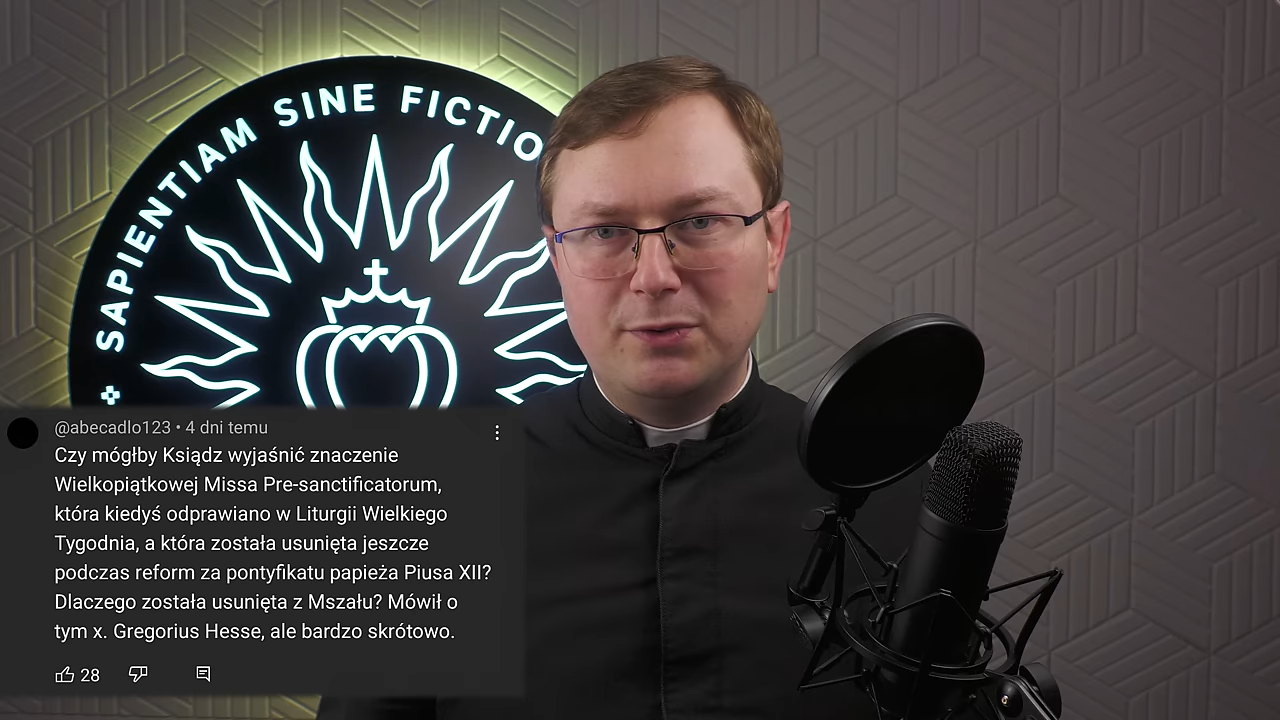 SAPIENTIAM SINE FICTIO
@abecadlo123 • 4 dni temu
Czy mógłby Ksiądz wyjaśnić znaczenie
Wielkopiątkowej Missa Pre-sanctificatorum,
która kiedyś odprawiano w Liturgii Wielkiego
Tygodnia, a która została usunięta jeszcze
podczas reform za pontyfikatu papieża Piusa XII?
Dlaczego została usunięta z Mszału? Mówił o
tym x. Gregorius Hesse, ale bardzo skrótowo.
28